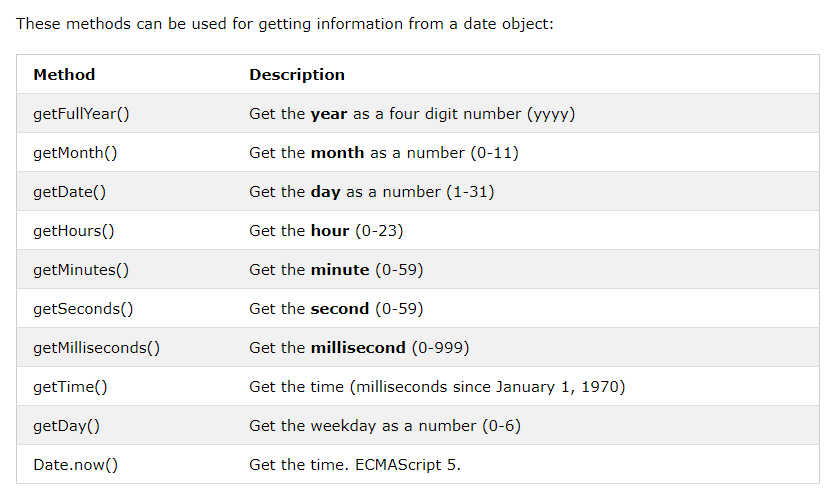 These methods can be used for getting information from a date object:
Method Description
getFullYear() Get the year as a four digit number (yyyy)
getMonth() Get the month as a number (0-11)
getDate() Get the day as a number (1-31)
getHours() Get the hour (0-23)
getMinutes() Get the minute (0-59)
getSeconds() Get the second (0-59)
getMilliseconds() Get the millisecond (0-999)
getTime() Get the time (milliseconds since January 1, 1970)
getDay() Get the weekday as a number (0-6)
Date.now() Get the time. ECMAScript 5.